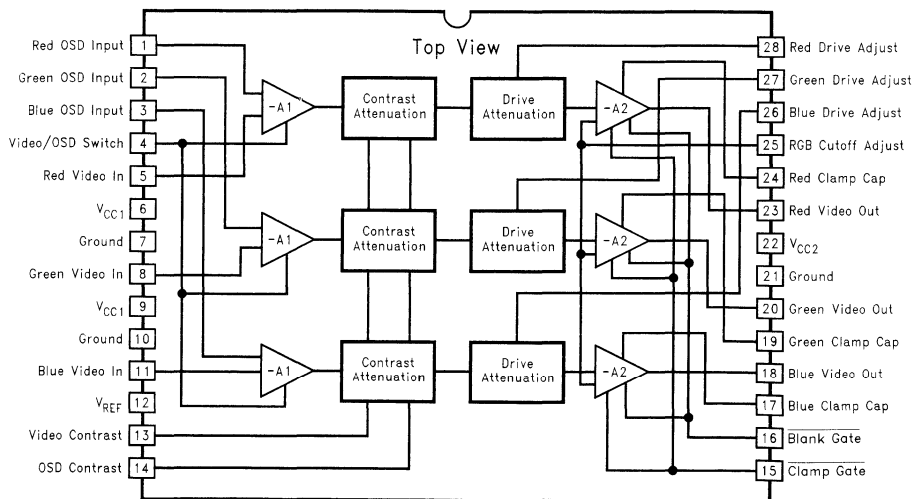 Top View
Red OSD Input 1
Green OSD Input 2
Blue OSD Input 3
Video/OSD Switch 4
Red Video In 5
VCC1 6
Ground 7
Green Video In 8
VCC1 9
Ground 10
Blue Video In 11
VREF 12
Video Contrast 13
OSD Contrast 14
-A1
Contrast
Attenuation
Drive
Attenuation
-A2
-A1
Contrast
Attenuation
Drive
Attenuation
-A2
-A1
Contrast
Attenuation
Drive
Attenuation
-A2
28 Red Drive Adjust
27 Green Drive Adjust
26 Blue Drive Adjust
25 RGB Cutoff Adjust
24 Red Clamp Cap
23 Red Video Out
22 VCC2
21 Ground
20 Green Video Out
19 Green Clamp Cap
18 Blue Video Out
17 Blue Clamp Cap
16 Blank Gate
15 Clamp Gate